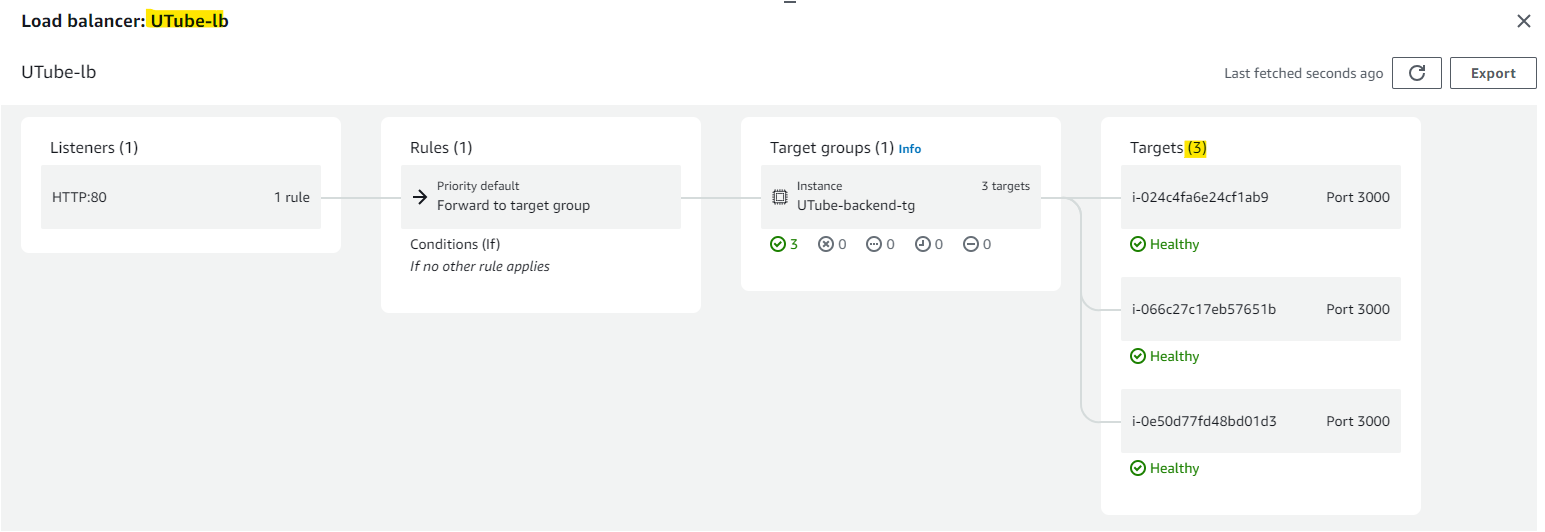 Load balancer: UTube-lb
UTube-lb
Last fetched seconds ago
Export
Listeners (1)
HTTP:80 1 rule
Rules (1)
Priority default
Forward to target group
Conditions (If)
If no other rule applies
Target groups (1) Info
Instance 3 targets
UTube-backend-tg
3 0 0 0 0
Targets (3)
i-024c4fa6e24cf1ab9 Port 3000
Healthy
i-066c27c17eb57651b Port 3000
Healthy
i-0e50d77fd48bd01d3 Port 3000
Healthy